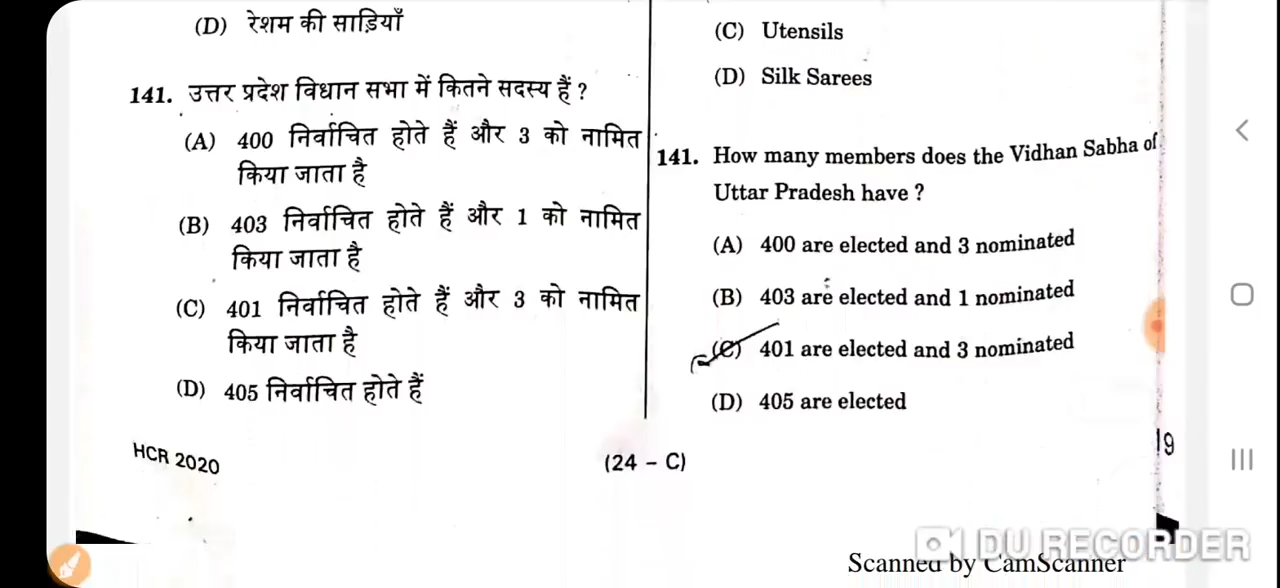 (D) रेशम की साड़ियाँ
141. उत्तर प्रदेश विधान सभा में कितने सदस्य हैं ?
(A) 400 निर्वाचित होते हैं और 3 को नामित
किया जाता है
(B) 403 निर्वाचित होते हैं और 1 को नामित
किया जाता है
(C) 401 निर्वाचित होते हैं और 3 को नामित
किया जाता है
(D) 405 निर्वाचित होते हैं
HCR 2020
(24 – C)
(C) Utensils
(D) Silk Sarees
141. How many members does the Vidhan Sabha of
Uttar Pradesh have ?
(A) 400 are elected and 3 nominated
(B) 403 are elected and 1 nominated
(C) 401 are elected and 3 nominated
(D) 405 are elected
19
DU RECORDER
Scanned by CamScanner